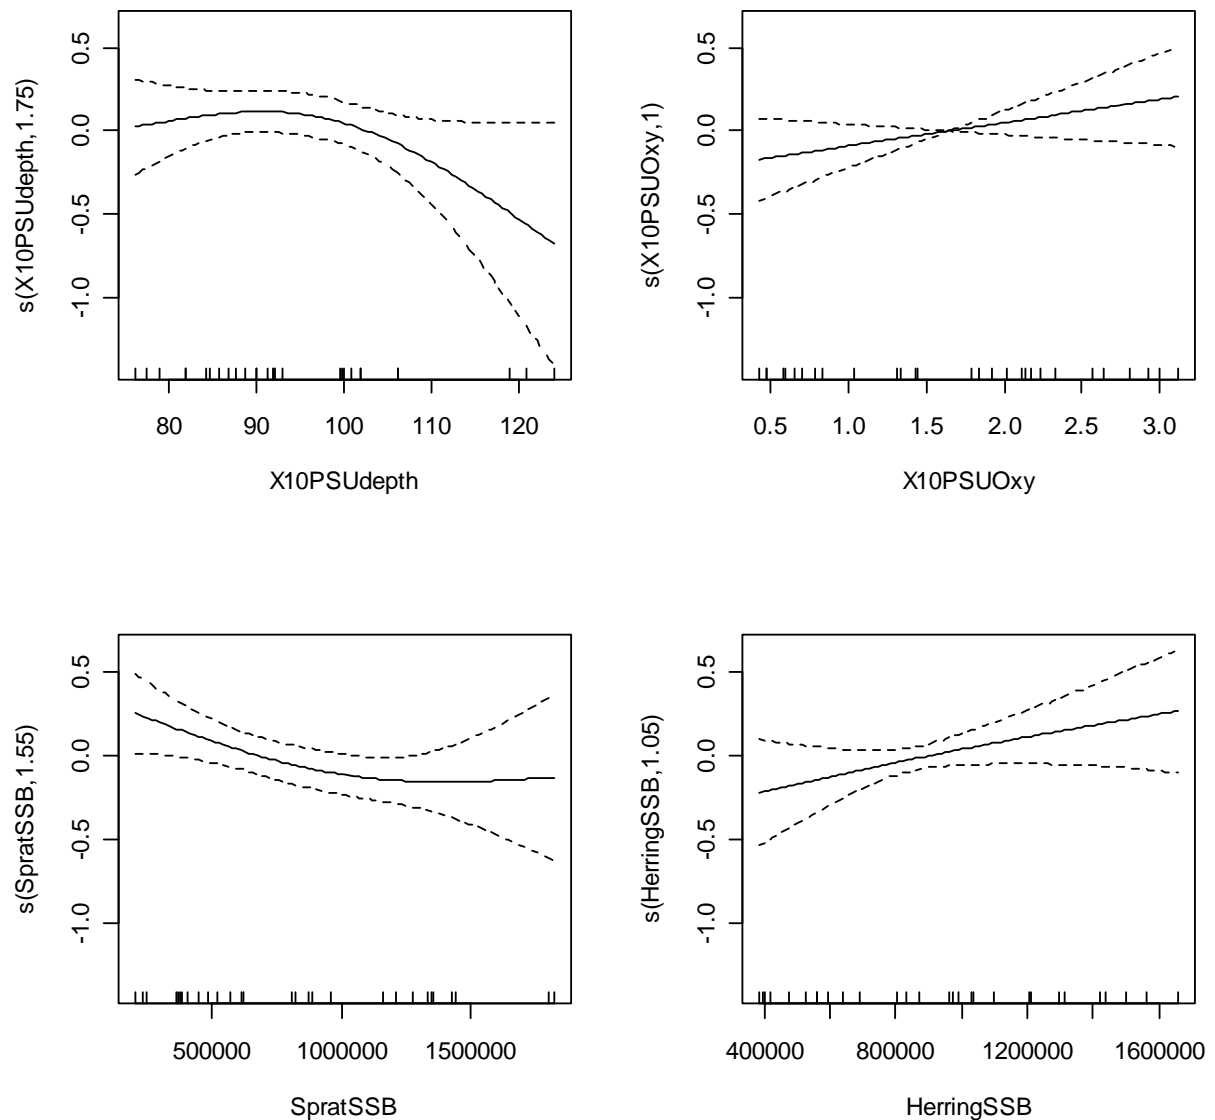 s(X10PSUdepth,1.75)
0.5
0.0
-0.5
-1.0
80 90 100 110 120
X10PSUdepth
s(X10PSUOxy,1)
0.5
0.0
-0.5
-1.0
0.5 1.0 1.5 2.0 2.5 3.0
X10PSUOxy
s(SpratSSB,1.55)
0.5
0.0
-0.5
-1.0
500000 1000000 1500000
SpratSSB
s(HerringSSB,1.05)
0.5
0.0
-0.5
-1.0
400000 800000 1200000 1600000
HerringSSB